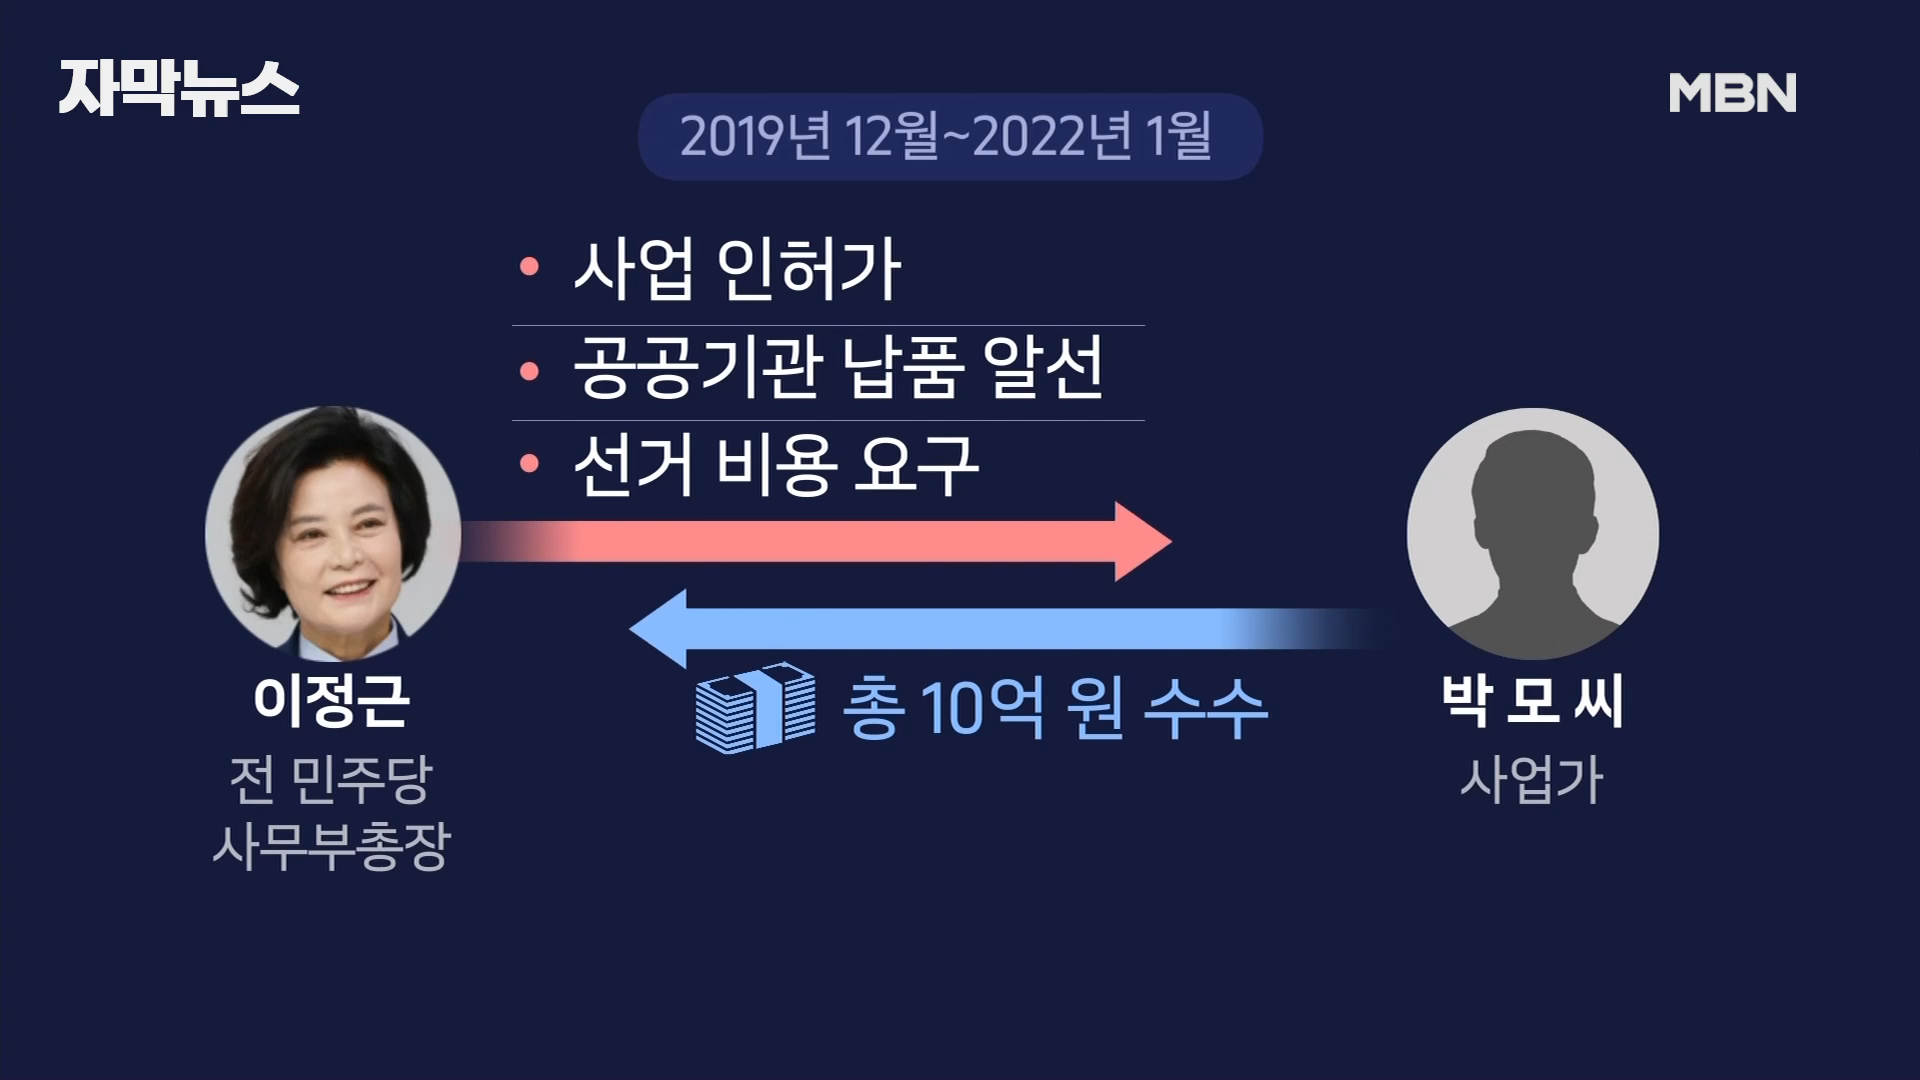 자막뉴스
MBN
2019년 12월~2022년 1월
• 사업 인허가
• 공공기관 납품 알선
• 선거 비용 요구
총 10억 원 수수
이정근
전 민주당
사무부총장
박 모 씨
사업가